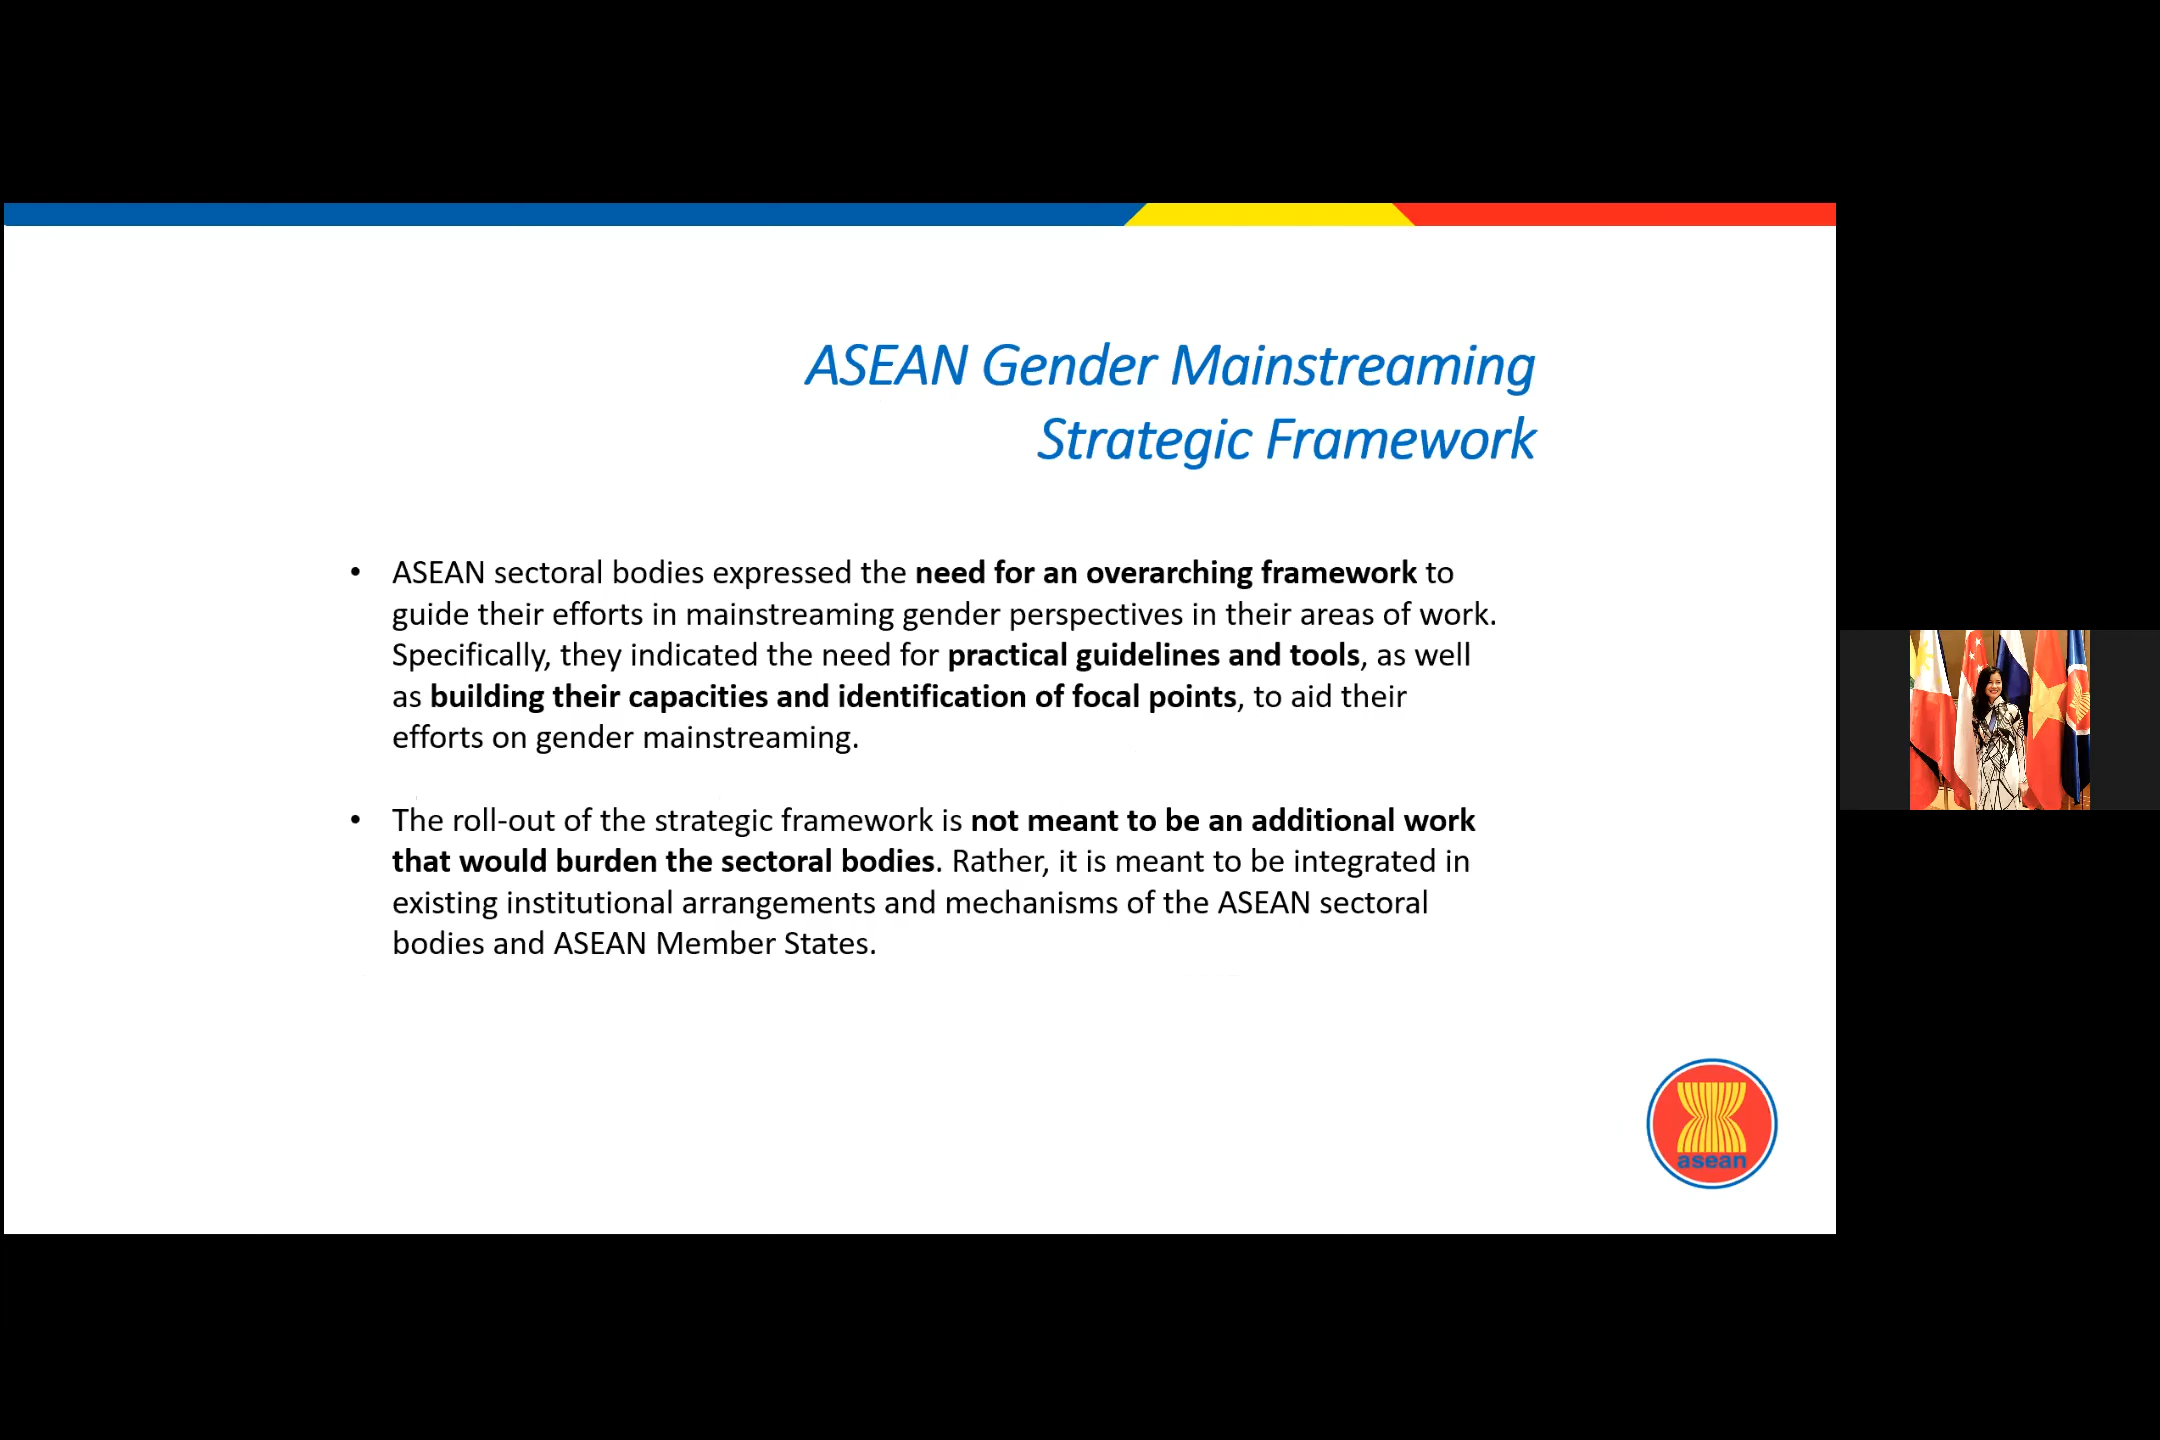 ASEAN Gender Mainstreaming
Strategic Framework
• ASEAN sectoral bodies expressed the need for an overarching framework to
guide their efforts in mainstreaming gender perspectives in their areas of work.
Specifically, they indicated the need for practical guidelines and tools, as well
as building their capacities and identification of focal points, to aid their
efforts on gender mainstreaming.
• The roll-out of the strategic framework is not meant to be an additional work
that would burden the sectoral bodies. Rather, it is meant to be integrated in
existing institutional arrangements and mechanisms of the ASEAN sectoral
bodies and ASEAN Member States.
asean